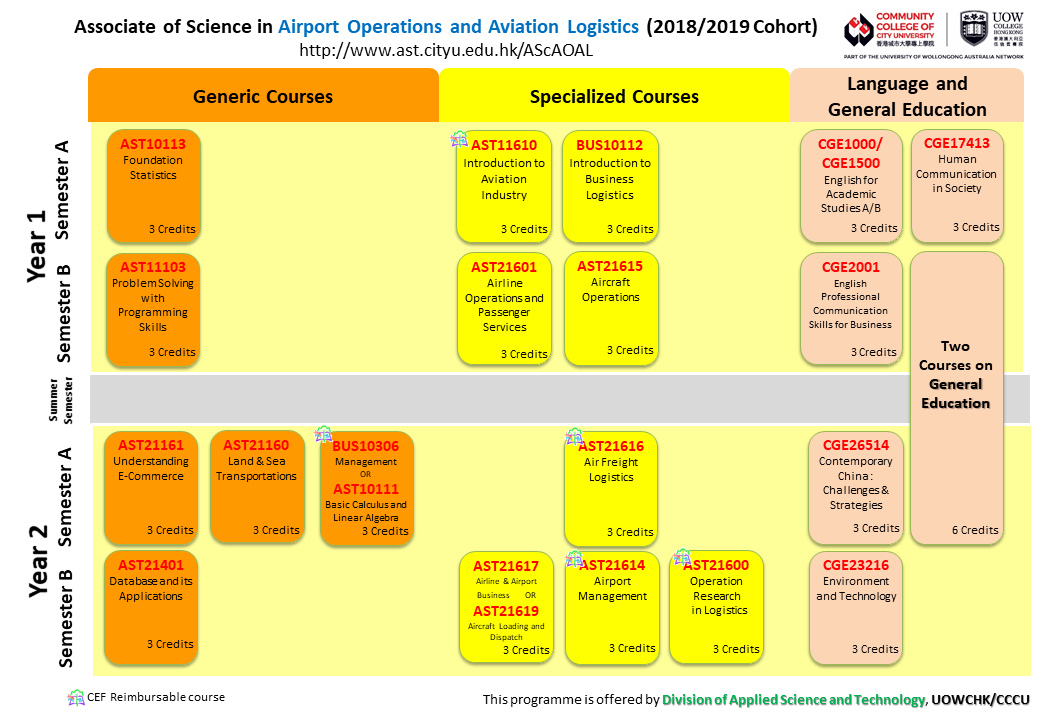 Associate of Science in Airport Operations and Aviation Logistics (2018/2019 Cohort)
http://www.ast.cityu.edu.hk/AScAOAL
COMMUNITY
COLLEGE OF
CITY UNIVERSITY
香港城市大學專上學院
UOW
COLLEGE
HONG KONG
PART OF THE UNIVERSITY OF WOLLONGONG AUSTRALIA NETWORK
Generic Courses
Specialized Courses
Language and
General Education
Year 1
Semester A
AST10113
Foundation
Statistics
3 Credits
AST11610
Introduction to
Aviation
Industry
3 Credits
BUS10112
Introduction to
Business
Logistics
3 Credits
CGE1000/
CGE1500
English for
Academic
Studies A/B
3 Credits
CGE17413
Human
Communication
in Society
3 Credits
Semester B
AST11103
Problem Solving
with
Programming
Skills
3 Credits
AST21601
Airline
Operations and
Passenger
Services
3 Credits
AST21615
Aircraft
Operations
3 Credits
CGE2001
English
Professional
Communication
Skills for Business
3 Credits
Two
Courses on
General
Education
6 Credits
Summer
Semester
Year 2
Semester A
AST21161
Understanding
E-Commerce
3 Credits
AST21160
Land & Sea
Transportations
3 Credits
BUS10306
Management
OR
AST10111
Basic Calculus and
Linear Algebra
3 Credits
AST21616
Air Freight
Logistics
3 Credits
CGE26514
Contemporary
China :
Challenges &
Strategies
3 Credits
Semester B
AST21401
Database and its
Applications
3 Credits
AST21617
Airline & Airport
Business OR
AST21619
Aircraft Loading and
Dispatch
3 Credits
AST21614
Airport
Management
3 Credits
AST21600
Operation
Research
in Logistics
3 Credits
CGE23216
Environment
and Technology
3 Credits
CEF Reimbursable course
This programme is offered by Division of Applied Science and Technology, UOWCHK/CCCU